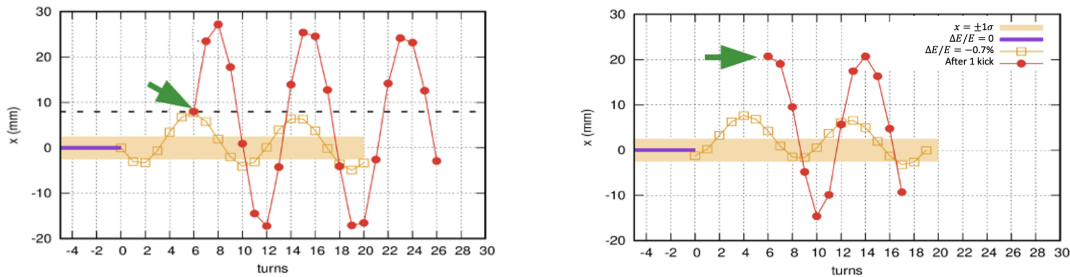 30
20
10
0
-10
-20
x (mm)
-4 -2 0 2 4 6 8 10 12 14 16 18 20 22 24 26 28 30
turns
30
20
10
0
-10
-20
x (mm)
-4 -2 0 2 4 6 8 10 12 14 16 18 20 22 24 26 28 30
turns
x = ±1σ
ΔE/E = 0
ΔE/E = −0.7%
After 1 kick